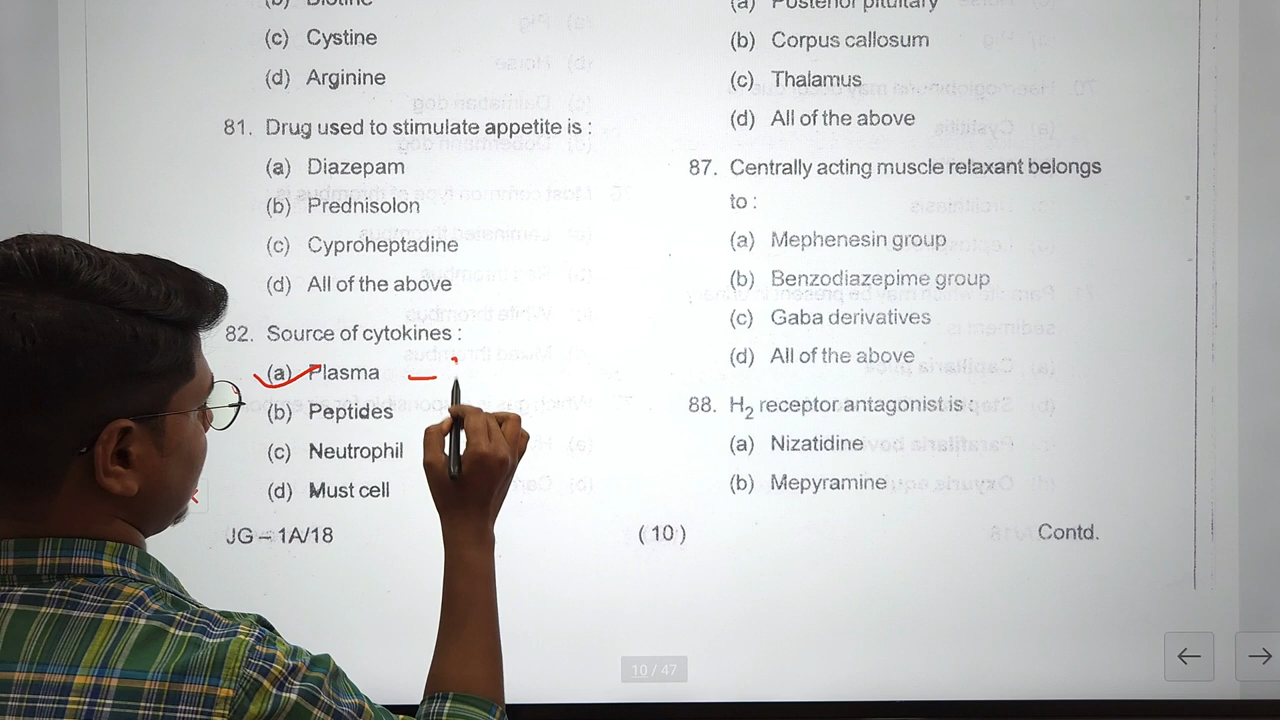 (b) Biotine
(c) Cystine
(d) Arginine
81. Drug used to stimulate appetite is :
(a) Diazepam
(b) Prednisolon
(c) Cyproheptadine
(d) All of the above
82. Source of cytokines :
(a) Plasma
(b) Peptides
(c) Neutrophil
(d) Must cell
JG – 1A/18
(a) Posterior pituitary
(b) Corpus callosum
(c) Thalamus
(d) All of the above
87. Centrally acting muscle relaxant belongs
to :
(a) Mephenesin group
(b) Benzodiazepime group
(c) Gaba derivatives
(d) All of the above
88. H2 receptor antagonist is :
(a) Nizatidine
(b) Mepyramine
( 10 )
Contd.
10 / 47